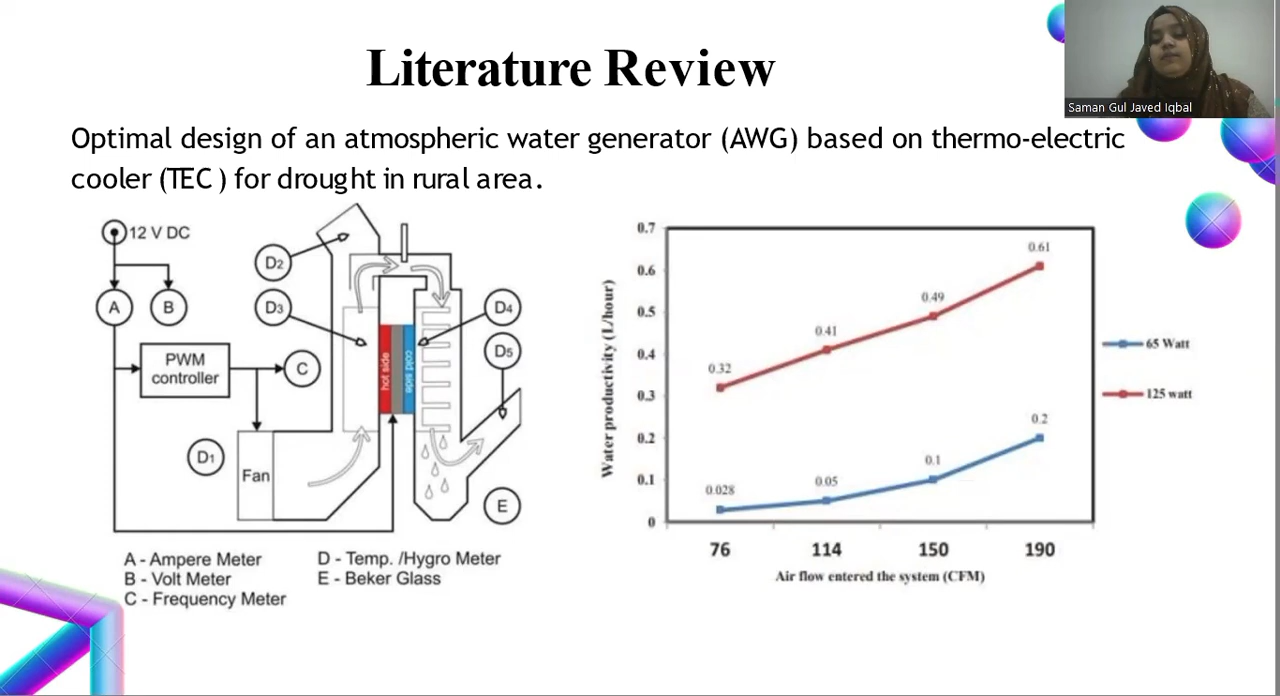 Literature Review
Saman Gul Javed Iqbal
Optimal design of an atmospheric water generator (AWG) based on thermo-electric
cooler (TEC ) for drought in rural area.
12 V DC
A
B
PWM
controller
C
D1
Fan
D2
D3
hot side
cold side
D4
D5
E
A - Ampere Meter
B - Volt Meter
C - Frequency Meter
D - Temp. /Hygro Meter
E - Beker Glass
Water productivity (L/hour)
0.7
0.6
0.5
0.4
0.3
0.2
0.1
0
0.32
0.41
0.49
0.61
0.028
0.05
0.1
0.2
76
114
150
190
Air flow entered the system (CFM)
65 Watt
125 watt